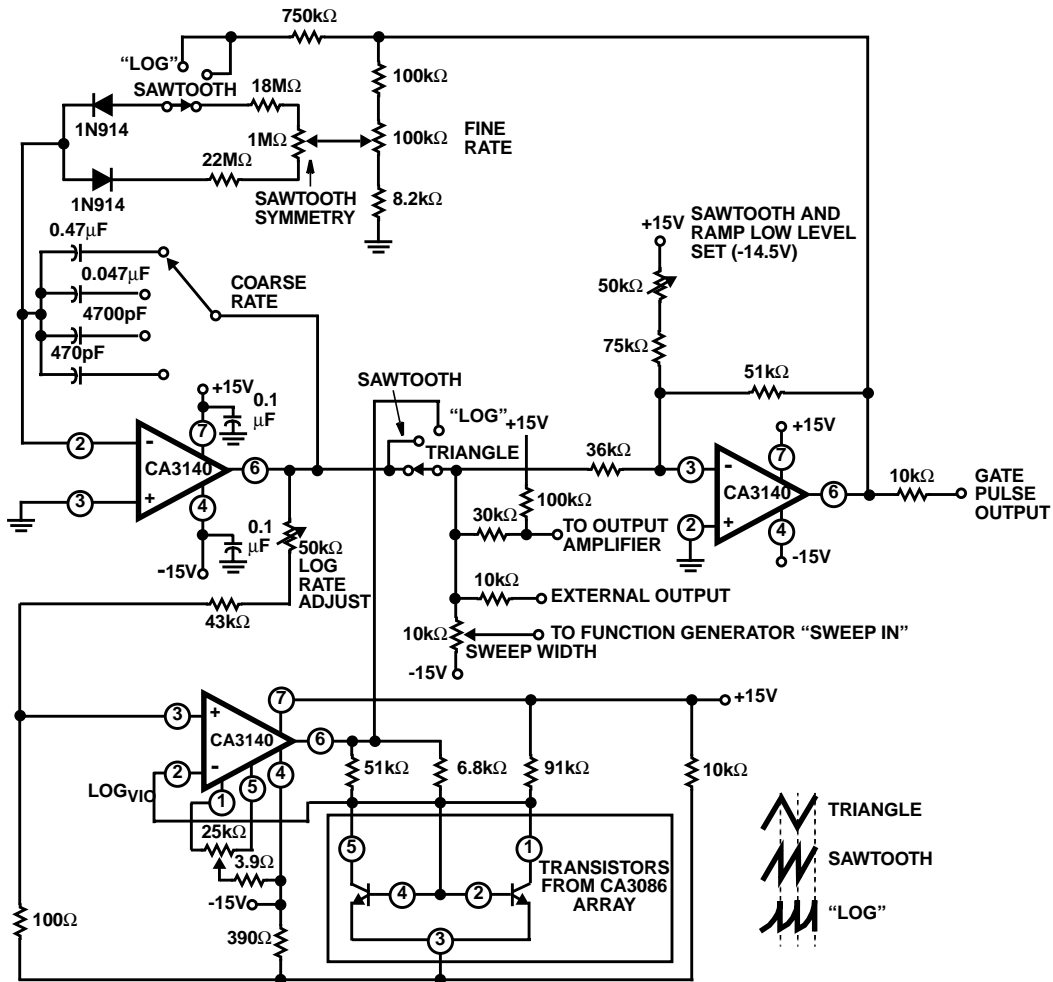 750kΩ
"LOG"
SAWTOOTH
18MΩ
100kΩ
1N914
1MΩ
100kΩ
FINE
RATE
22MΩ
1N914
SAWTOOTH
SYMMETRY
8.2kΩ
0.47μF
0.047μF
4700pF
470pF
COARSE
RATE
+15V
SAWTOOTH AND
RAMP LOW LEVEL
SET (-14.5V)
50kΩ
75kΩ
51kΩ
+15V
0.1
μF
7
2
-
CA3140
6
3
+
4
0.1
μF
-15V
SAWTOOTH
"LOG"
+15V
TRIANGLE
36kΩ
100kΩ
30kΩ
TO OUTPUT
AMPLIFIER
+15V
7
3
-
CA3140
6
2
+
4
-15V
10kΩ
GATE
PULSE
OUTPUT
50kΩ
LOG
RATE
ADJUST
43kΩ
10kΩ
EXTERNAL OUTPUT
10kΩ
TO FUNCTION GENERATOR "SWEEP IN"
SWEEP WIDTH
-15V
7
+15V
3
+
CA3140
6
2
-
4
5
1
LOGVIO
51kΩ
6.8kΩ
91kΩ
10kΩ
25kΩ
3.9Ω
-15V
390Ω
100Ω
5
1
TRANSISTORS
FROM CA3086
ARRAY
4
2
3
TRIANGLE
SAWTOOTH
"LOG"